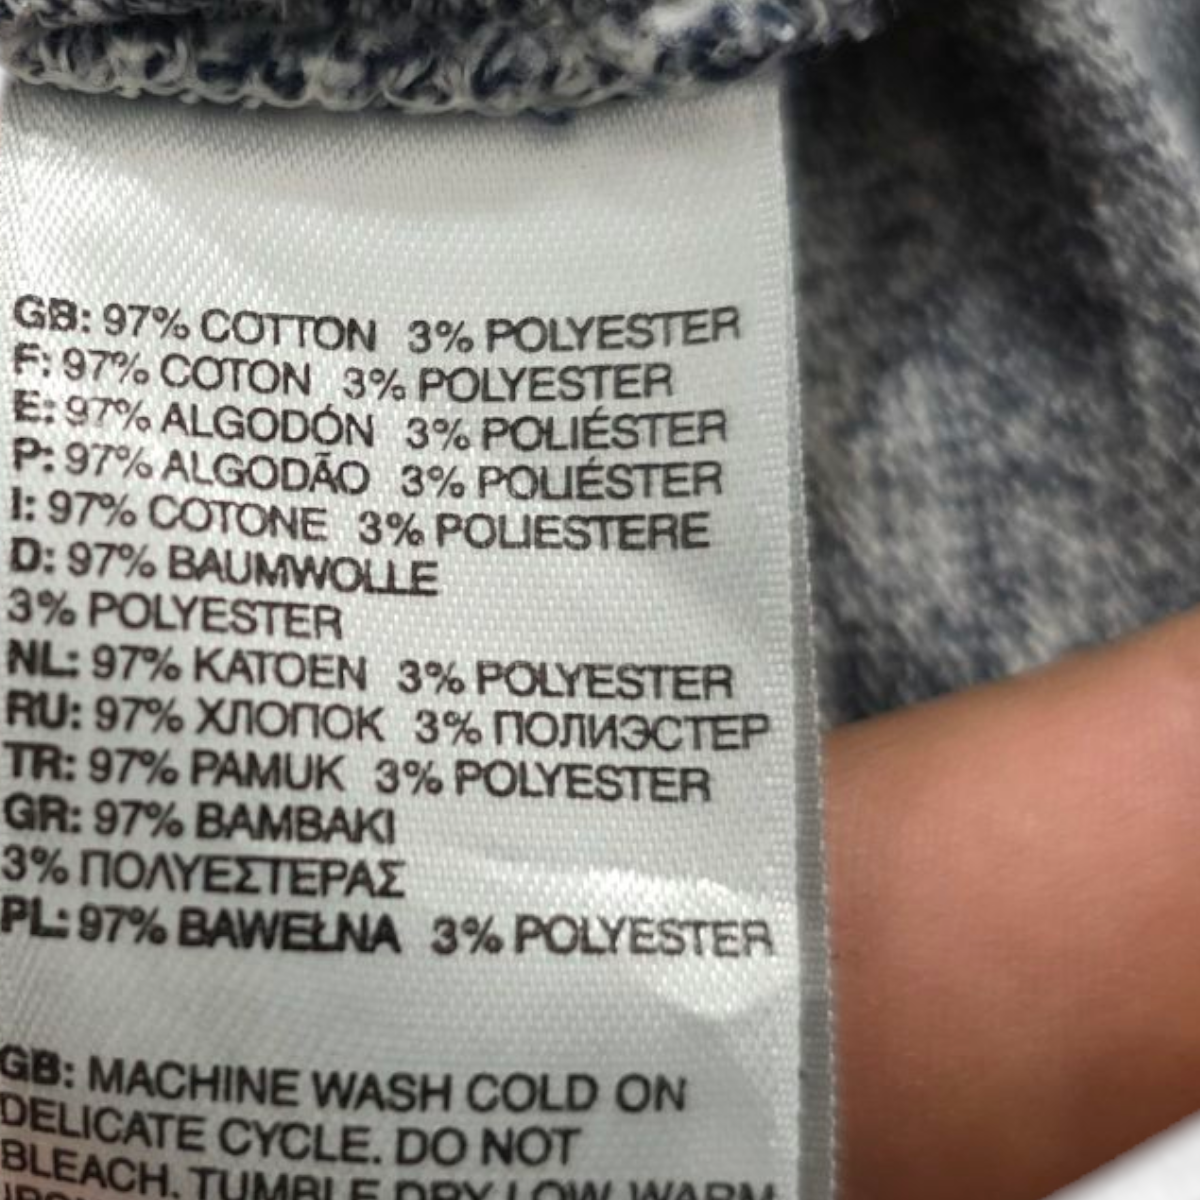 GB: 97% COTTON 3% POLYESTER
F: 97% COTON 3% POLYESTER
E: 97% ALGODÓN 3% POLIÉSTER
P: 97% ALGODÃO 3% POLIÉSTER
I: 97% COTONE 3% POLIESTERE
D: 97% BAUMWOLLE
3% POLYESTER
NL: 97% KATOEN 3% POLYESTER
RU: 97% ХЛОПОК 3% ПОЛИЭСТЕР
TR: 97% PAMUK 3% POLYESTER
GR: 97% ΒΑΜΒΑΚΙ
3% ΠΟΛΥΕΣΤΕΡΑΣ
PL: 97% BAWEŁNA 3% POLYESTER
GB: MACHINE WASH COLD ON
DELICATE CYCLE. DO NOT
BLEACH. TUMBLE DRY LOW. WARM